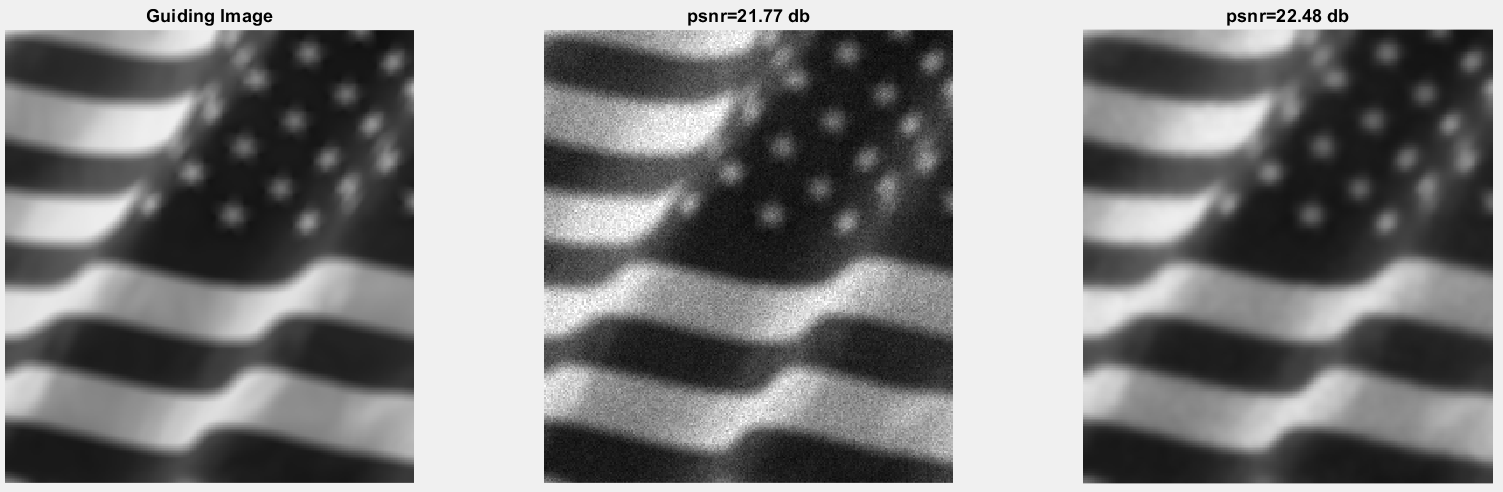 Guiding Image
psnr=21.77 db
psnr=22.48 db